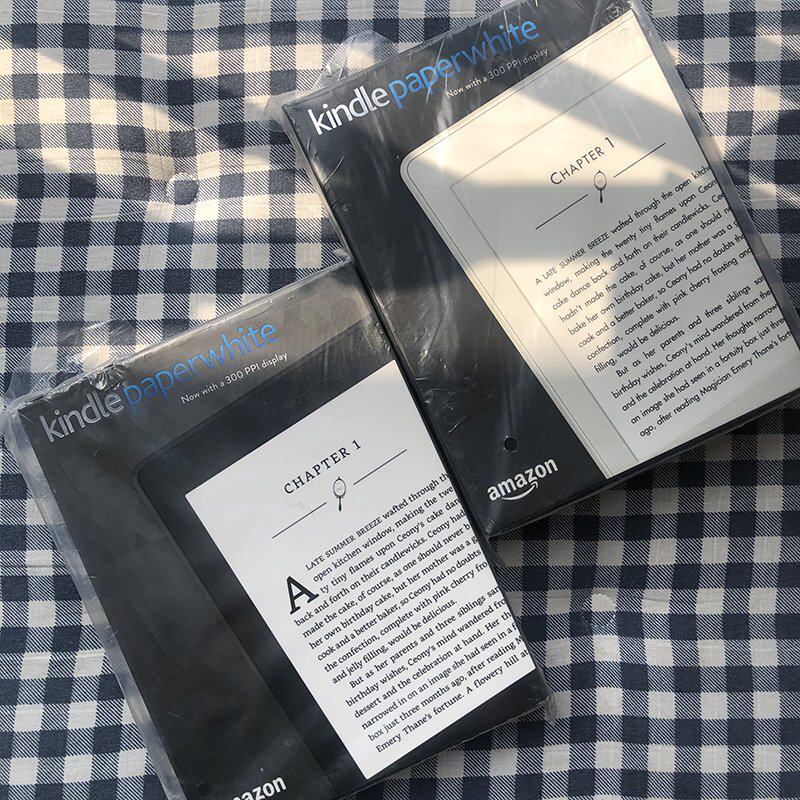 kindle paperwhite
Now with a 300 PPI display
CHAPTER 1
A LATE SUMMER BREEZE wafted through the open kitche
window, making the twenty tiny flames upon Ceony
cake dance back and forth on their candlewicks. Ceo
hadn't made the cake, of course, as one should n
bake her own birthday cake, but her mother was a
cook and a better baker, so Ceony had no doubts th
confection, complete with pink cherry frosting and
filling, would be delicious.
But as her parents and three siblings sa
birthday wishes, Ceony's mind wandered from the
and the celebration at hand. Her thoughts narro
an image she had seen in a fortuity box just thre
ago, after reading Magician Emery Thane's fort
amazon
kindle paperwhite
Now with a 300 PPI display
CHAPTER 1
A LATE SUMMER BREEZE wafted through th
open kitchen window, making the twe
ty tiny flames upon Ceony's cake dan
back and forth on their candlewicks. Ceony had
made the cake, of course, as one should never b
her own birthday cake, but her mother was a g
cook and a better baker, so Ceony had no doubts
the confection, complete with pink cherry fro
and jelly filling, would be delicious.
But as her parents and three siblings san
birthday wishes, Ceony's mind wandered from
dessert and the celebration at hand. Her th
narrowed in on an image she had seen in a f
box just three months ago, after reading M
Emery Thane's fortune. A flowery hill at
amazon